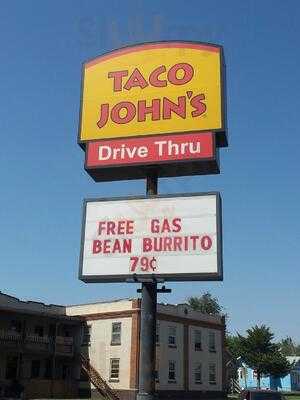 TACO
JOHN'S
Drive Thru
FREE GAS
BEAN BURRITO
79¢